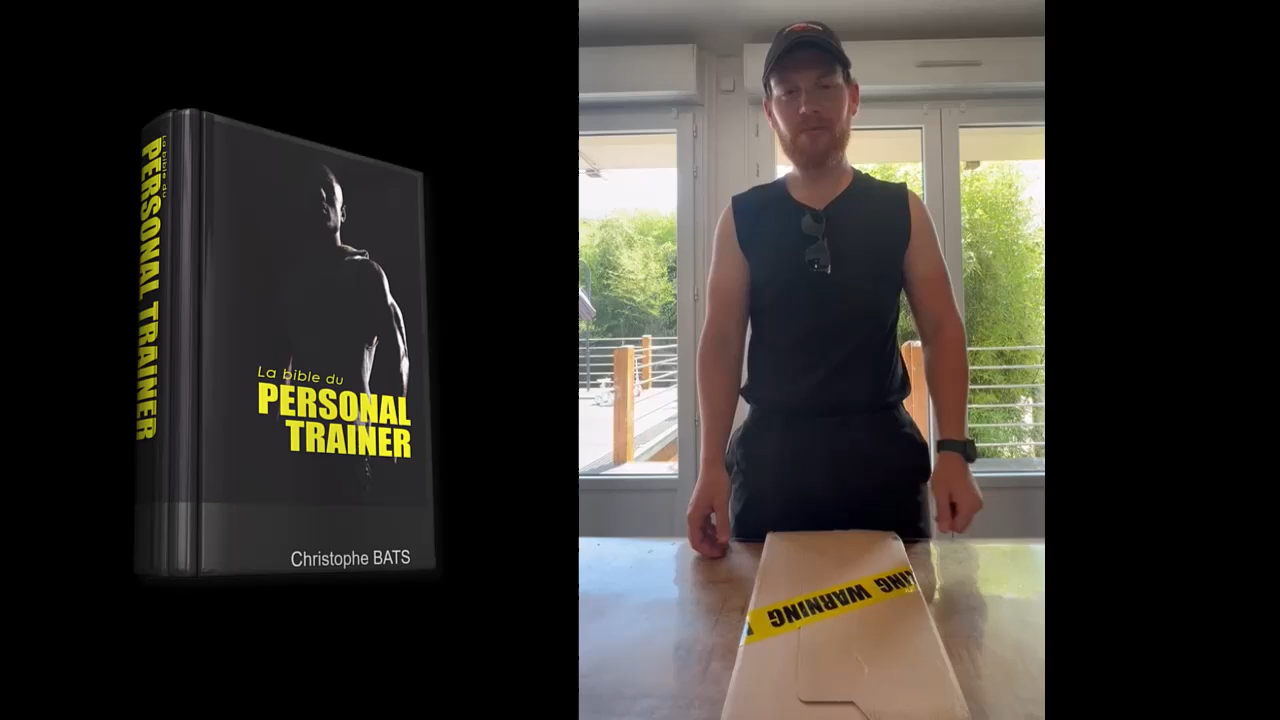 La bible du
PERSONAL TRAINER
La bible du
PERSONAL
TRAINER
Christophe BATS
WARNING